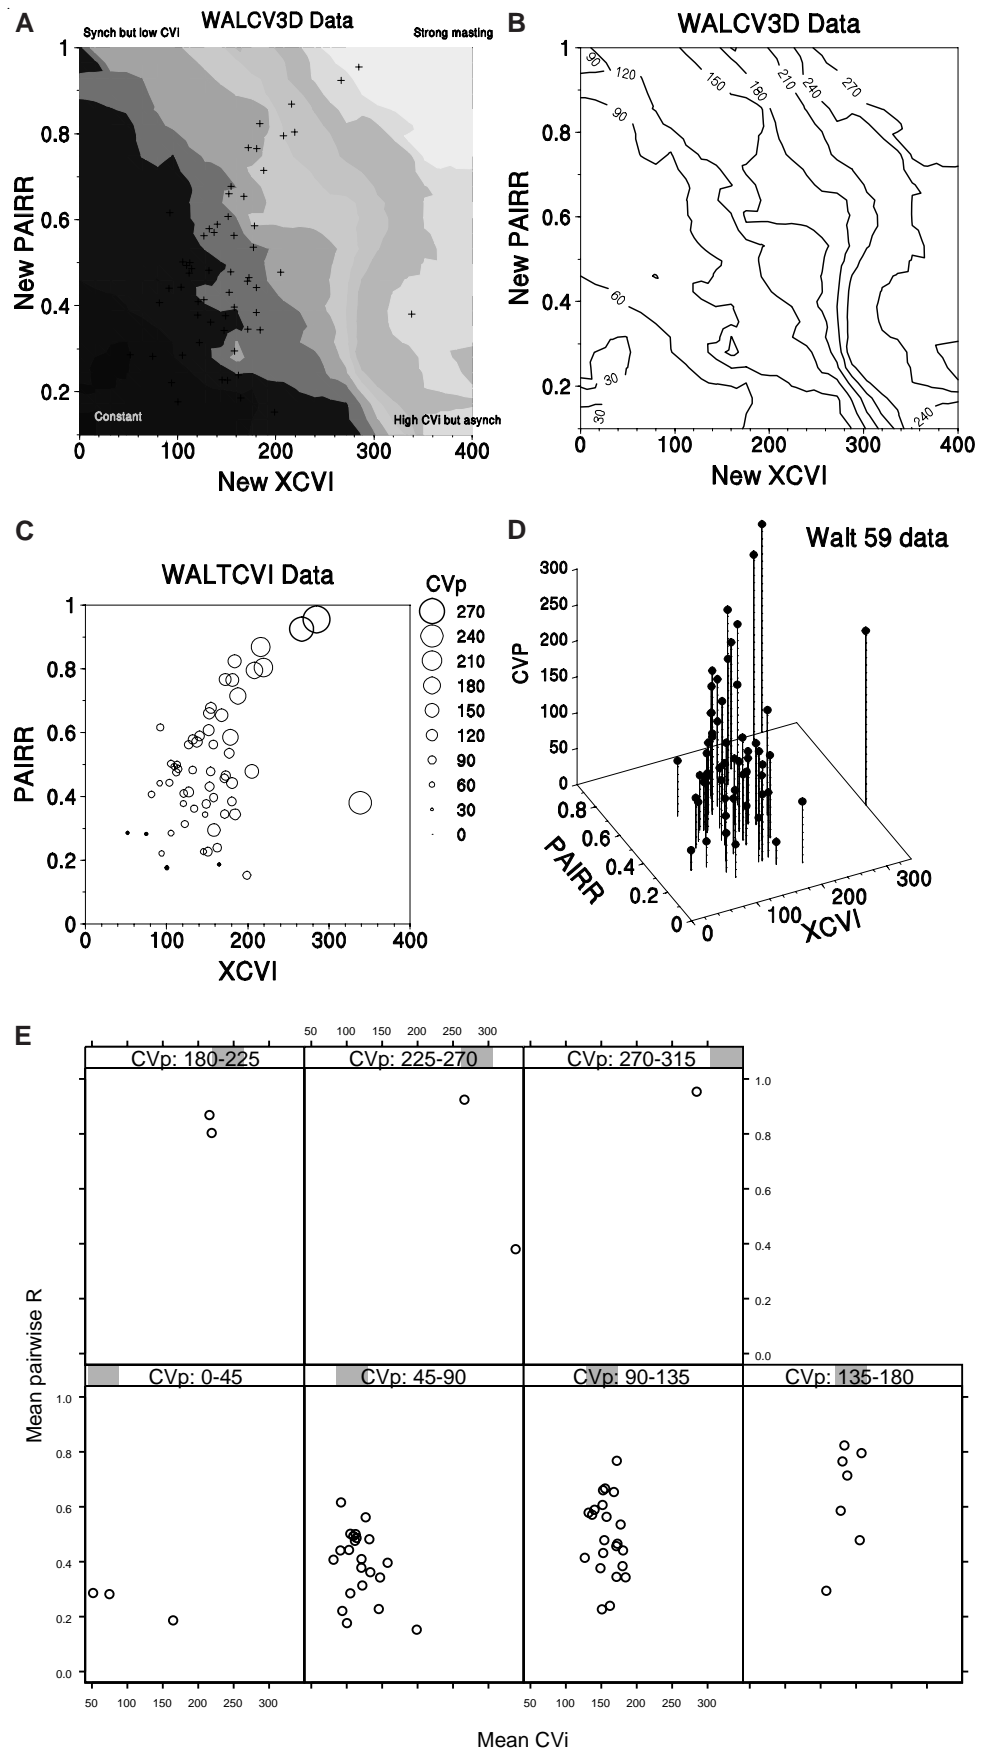 A
WALCV3D Data
Synch but low CVi
Strong masting
1
0.8
0.6
0.4
0.2
New PAIRR
Constant
High CVi but asynch
0 100 200 300 400
New XCVI
B
WALCV3D Data
1
0.8
0.6
0.4
0.2
New PAIRR
90
120
150
180
210
240
270
90
60
30
30
240
0 100 200 300 400
New XCVI
C
WALTCVI Data
1
0.8
0.6
0.4
0.2
0
PAIRR
0 100 200 300 400
XCVI
CVp
270
240
210
180
150
120
90
60
30
0
D
Walt 59 data
300
250
200
150
100
50
0
CVP
0.8
0.6
0.4
0.2
0
PAIRR
0
100
200
300
XCVI
E
50 100 150 200 250 300
CVp: 180-225
CVp: 225-270
CVp: 270-315
1.0
0.8
0.6
0.4
0.2
0.0
Mean pairwise R
CVp: 0-45
CVp: 45-90
CVp: 90-135
CVp: 135-180
1.0
0.8
0.6
0.4
0.2
0.0
50 100 150 200 250 300
50 100 150 200 250 300
Mean CVi